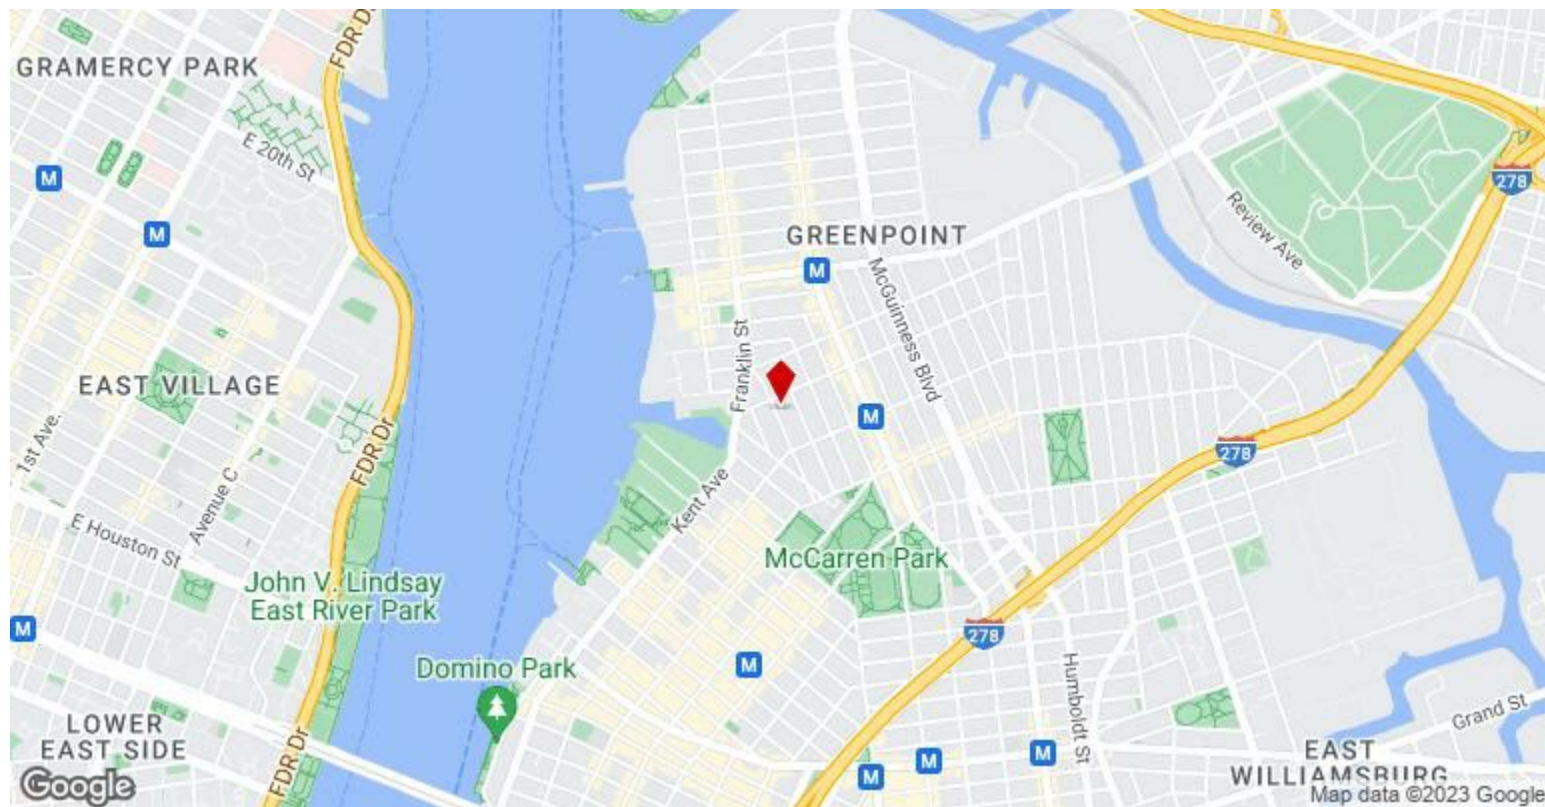 FDR Dr
GRAMERCY PARK
E 20th St
M
M
278
Review Ave
GREENPOINT
M
McGuinness Blvd
Franklin St
EAST VILLAGE
1st Ave.
FDR Dr
M
278
Avenue C
Kent Ave
E Houston St
McCarren Park
John V. Lindsay
East River Park
M
278
Domino Park
M
Humboldt St
Grand St
LOWER
EAST SIDE
FDR Dr
M
M
M
EAST
WILLIAMSBURG
Google
Map data ©2023 Google